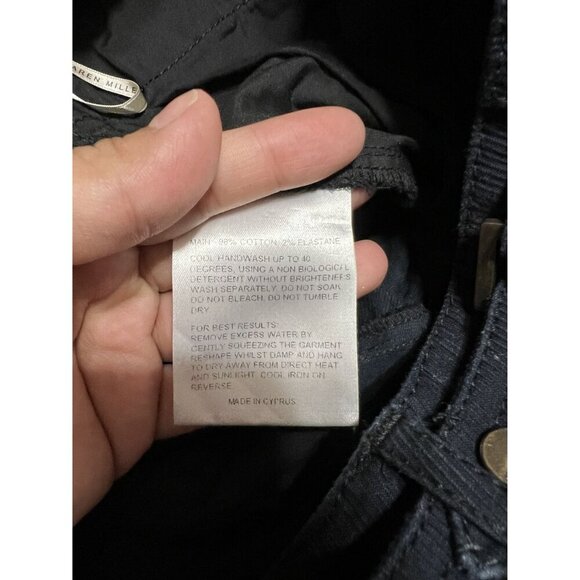 AREN MILLE
MAIN: 98% COTTON, 2% ELASTANE
COOL HANDWASH UP TO 40
DEGREES, USING A NON BIOLOGICAL
DETERGENT WITHOUT BRIGHTENERS
WASH SEPARATELY. DO NOT SOAK
DO NOT BLEACH, DO NOT TUMBLE
DRY
FOR BEST RESULTS:
REMOVE EXCESS WATER BY
GENTLY SQUEEZING THE GARMENT
RESHAPE WHILST DAMP AND HANG
TO DRY AWAY FROM DIRECT HEAT
AND SUNLIGHT. COOL IRON ON
REVERSE.
MADE IN CYPRUS